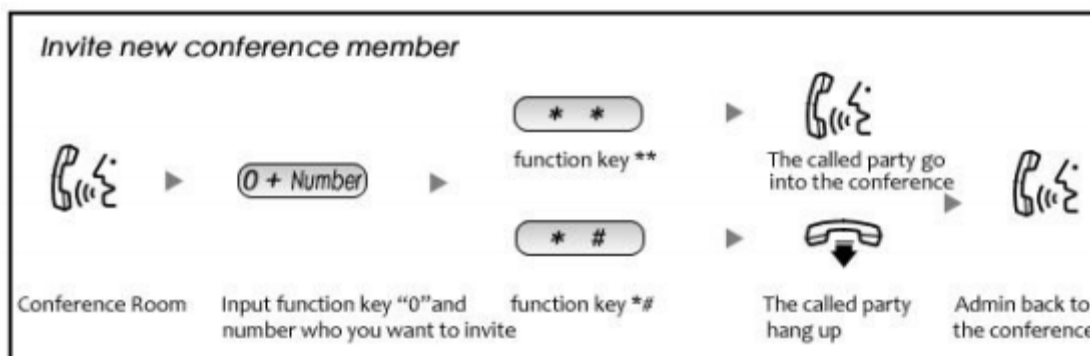 Invite new conference member
* *
function key **
The called party go
into the conference
0 + Number
* #
Conference Room
Input function key “0”and
number who you want to invite
function key *#
The called party
hang up
Admin back to
the conference